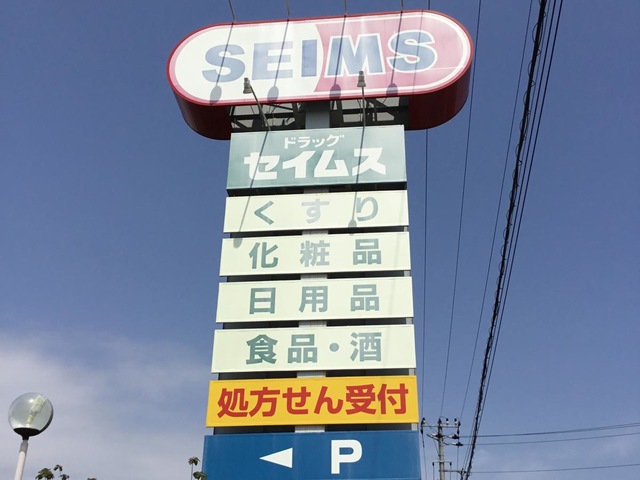 SEIMS
ドラッグ
セイムス
くすり
化粧品
日用品
食品・酒
処方せん受付
◀ P